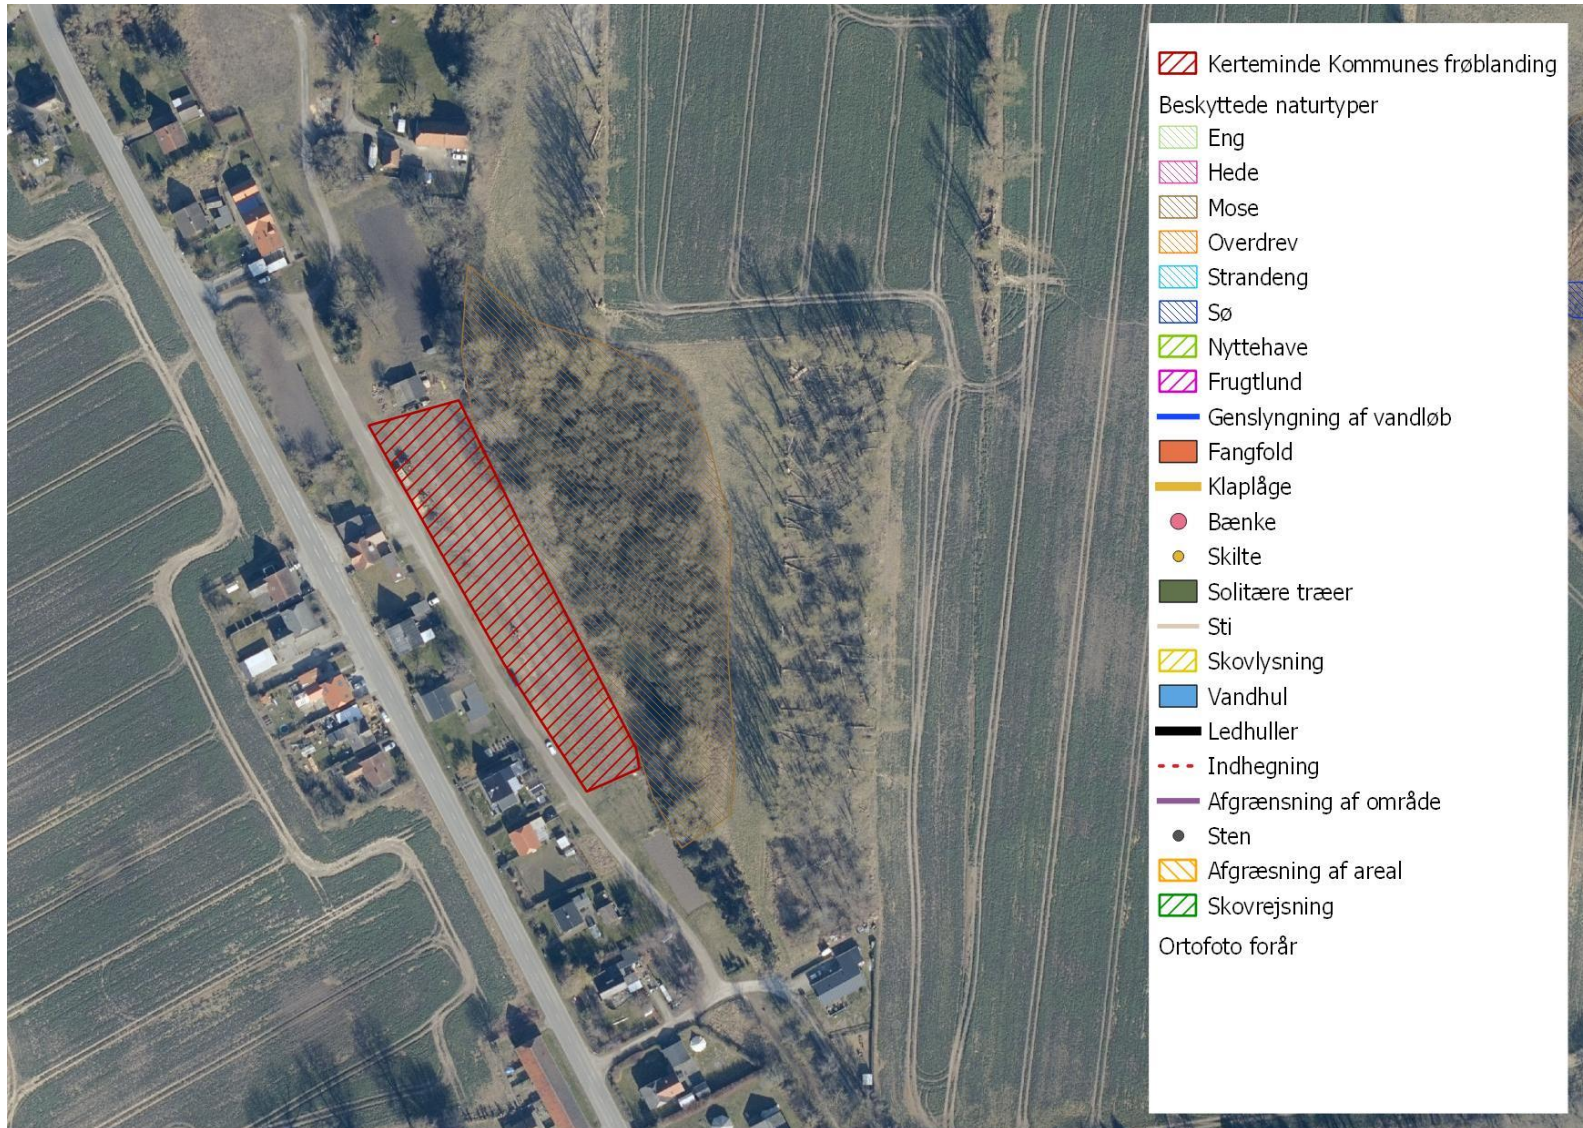 Kerteminde Kommunes frøblanding
Beskyttede naturtyper
Eng
Hede
Mose
Overdrev
Strandeng
Sø
Nyttehave
Frugtlund
Genslyngning af vandløb
Fangfold
Klaplåge
Bænke
Skilte
Solitære træer
Sti
Skovlysning
Vandhul
Ledhuller
Indhegning
Afgrænsning af område
Sten
Afgræsning af areal
Skovrejsning
Ortofoto forår